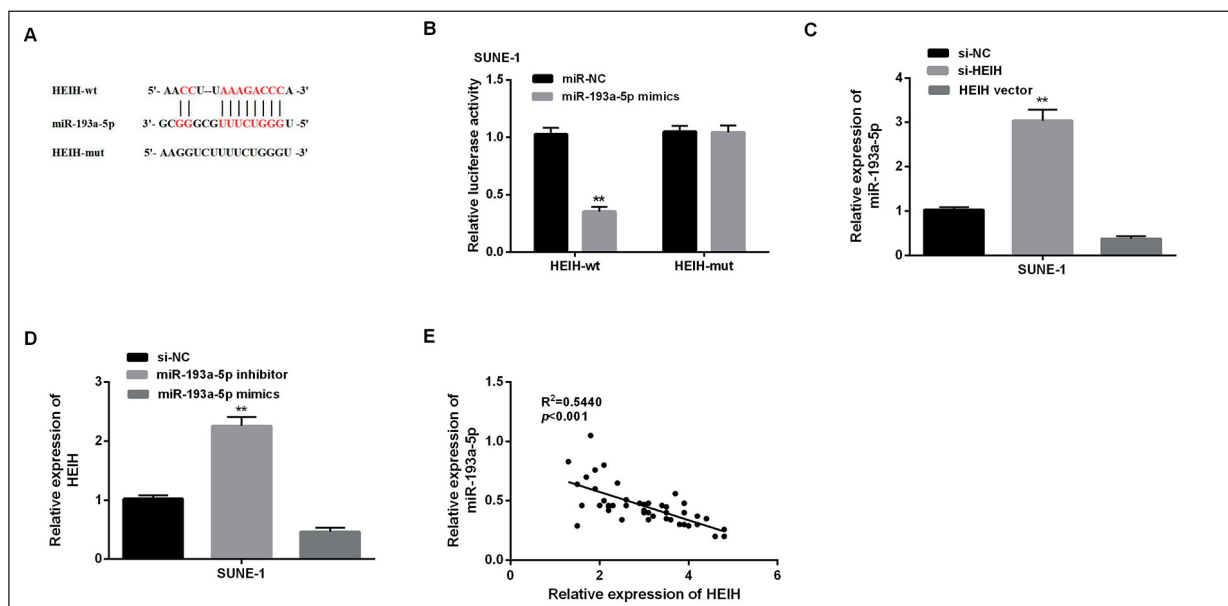 A
HEIH-wt 5'- AACCU--UAAAGACCCA -3'
miR-193a-5p 3'- GCGGGCGUUUCUGGGU -5'
HEIH-mut 5'- AAGGUCUUUUCUGGGU -3'
B
SUNE-1
miR-NC
miR-193a-5p mimics
Relative luciferase activity
1.5
1.0
0.5
0.0
**
HEIH-wt HEIH-mut
C
si-NC
si-HEIH
HEIH vector
Relative expression of
miR-193a-5p
4
3
2
1
0
**
SUNE-1
D
si-NC
miR-193a-5p inhibitor
miR-193a-5p mimics
Relative expression of
HEIH
3
2
1
0
**
SUNE-1
E
Relative expression of
miR-193a-5p
1.5
1.0
0.5
0.0
R²=0.5440
p<0.001
0 2 4 6
Relative expression of HEIH